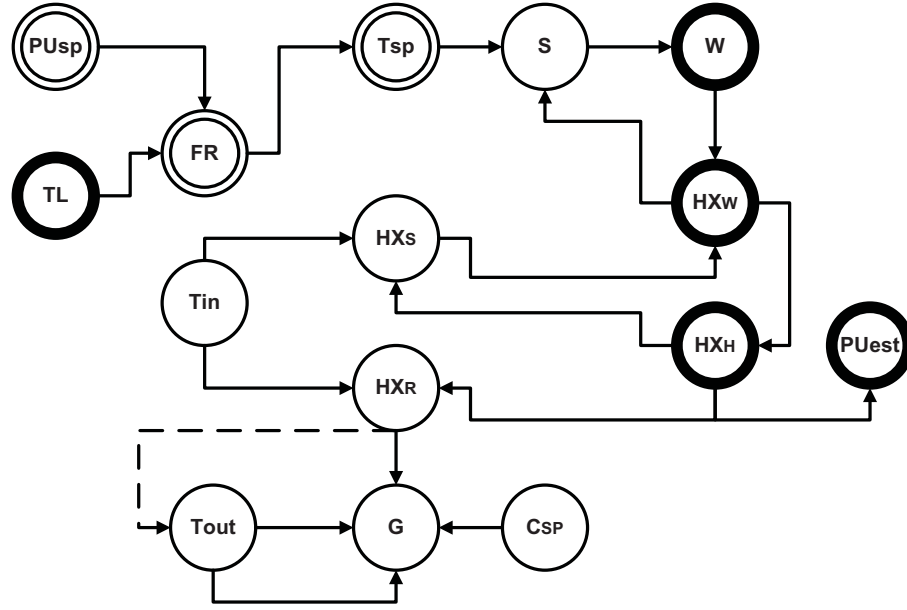 PUsp
Tsp
S
W
FR
TL
HXW
HXS
Tin
HXH
PUest
HXR
Tout
G
CSP